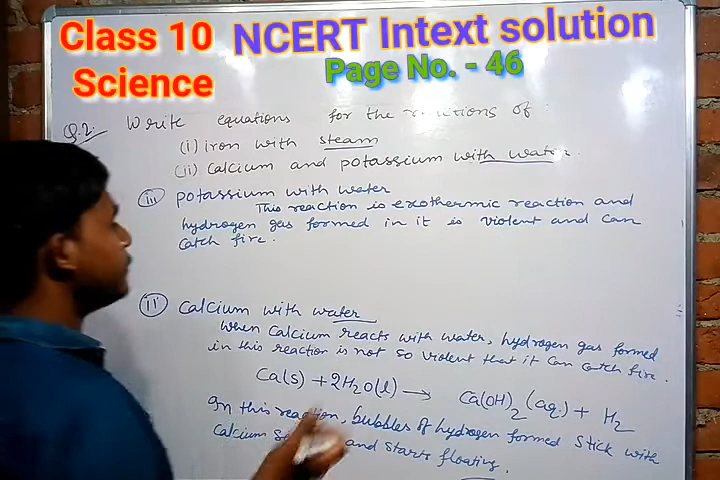 Class 10 Science
NCERT Intext solution
Page No. - 46
Q.2. Write equations for the of :
(i) iron with steam
(ii) Calcium and potassium with water.
(iii) potassium with water
This reaction is exothermic reaction and
hydrogen gas formed in it is violent and can
catch fire.
(ii) Calcium with water
When Calcium reacts with water, hydrogen gas formed
in this reaction is not so violent that it can catch fire.
Ca(s) + 2H₂O(l) → Ca(OH)₂ (aq.) + H₂
In this reaction, bubbles of hydrogen formed stick with
Calcium and starts floating.